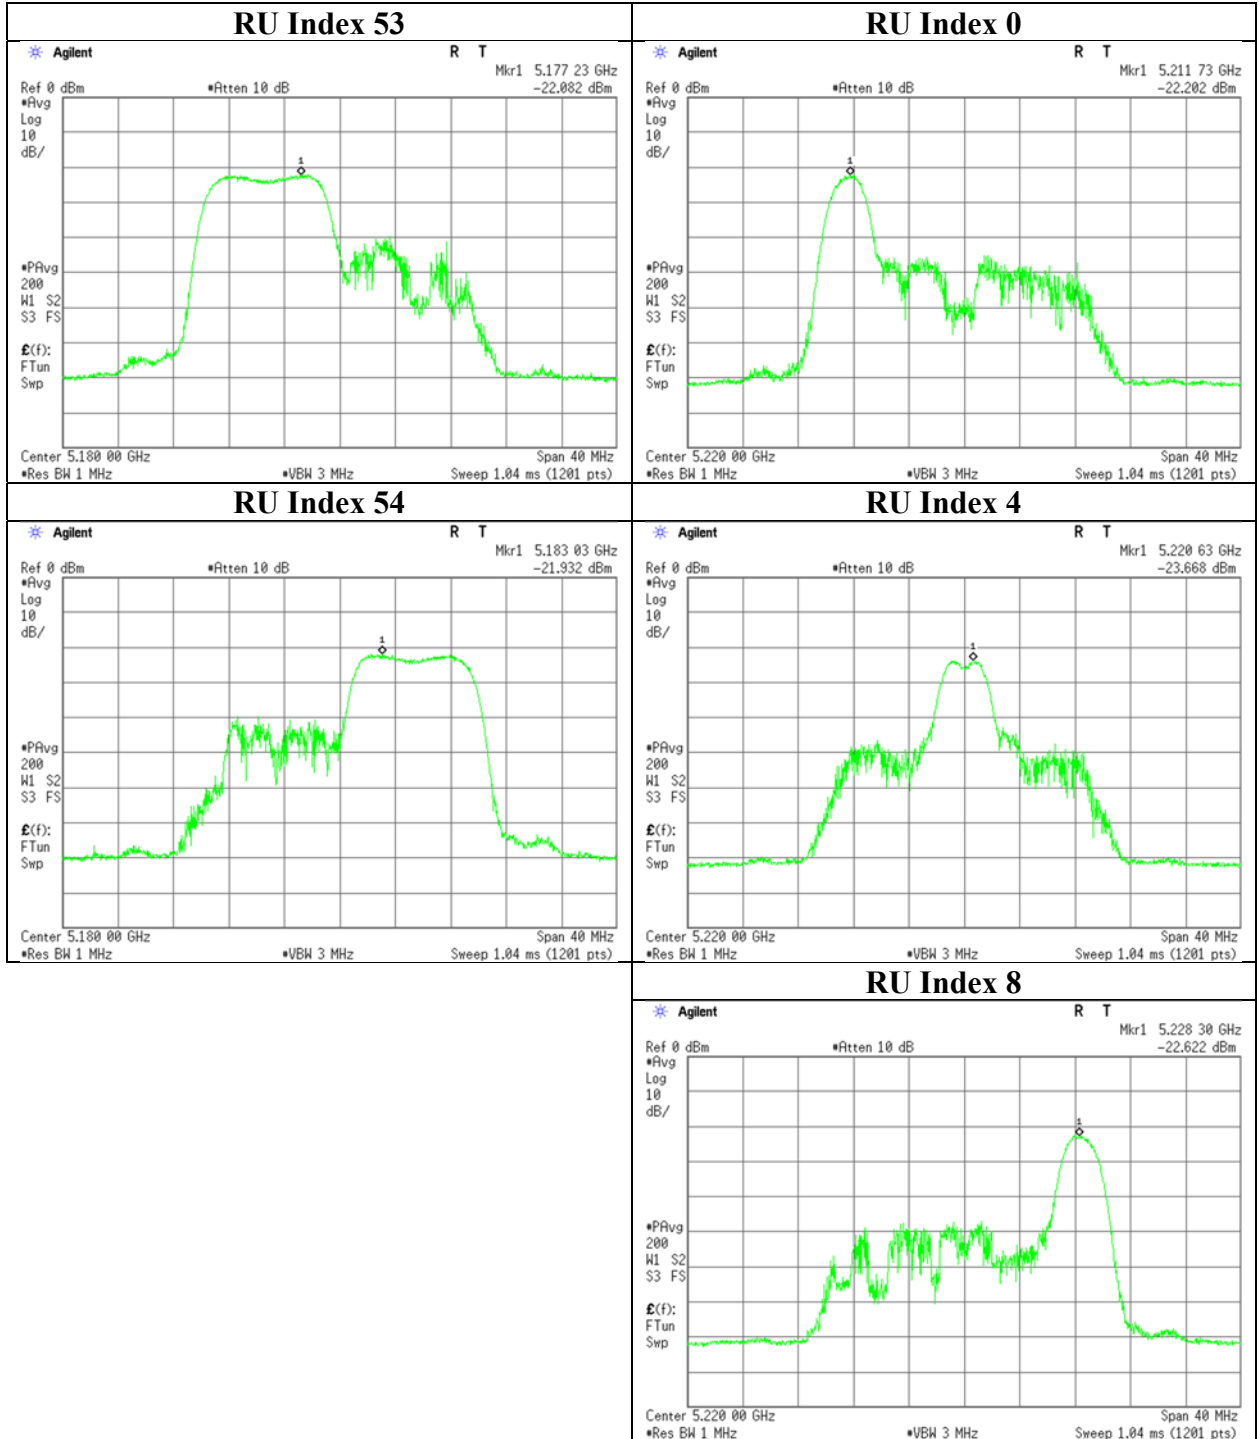 RU Index 53
Agilent R T
Mkr1 5.177 23 GHz
Ref 0 dBm #Atten 10 dB -22.082 dBm
#Avg
Log
10
dB/
1
#PAvg
200
W1 S2
S3 FS
£(f):
FTun
Swp
Center 5.180 00 GHz Span 40 MHz
#Res BW 1 MHz #VBW 3 MHz Sweep 1.04 ms (1201 pts)
RU Index 0
Agilent R T
Mkr1 5.211 73 GHz
Ref 0 dBm #Atten 10 dB -22.202 dBm
#Avg
Log
10
dB/
1
#PAvg
200
W1 S2
S3 FS
£(f):
FTun
Swp
Center 5.220 00 GHz Span 40 MHz
#Res BW 1 MHz #VBW 3 MHz Sweep 1.04 ms (1201 pts)
RU Index 54
Agilent R T
Mkr1 5.183 03 GHz
Ref 0 dBm #Atten 10 dB -21.932 dBm
#Avg
Log
10
dB/
1
#PAvg
200
W1 S2
S3 FS
£(f):
FTun
Swp
Center 5.180 00 GHz Span 40 MHz
#Res BW 1 MHz #VBW 3 MHz Sweep 1.04 ms (1201 pts)
RU Index 4
Agilent R T
Mkr1 5.220 63 GHz
Ref 0 dBm #Atten 10 dB -23.668 dBm
#Avg
Log
10
dB/
1
#PAvg
200
W1 S2
S3 FS
£(f):
FTun
Swp
Center 5.220 00 GHz Span 40 MHz
#Res BW 1 MHz #VBW 3 MHz Sweep 1.04 ms (1201 pts)
RU Index 8
Agilent R T
Mkr1 5.228 30 GHz
Ref 0 dBm #Atten 10 dB -22.622 dBm
#Avg
Log
10
dB/
1
#PAvg
200
W1 S2
S3 FS
£(f):
FTun
Swp
Center 5.220 00 GHz Span 40 MHz
#Res BW 1 MHz #VBW 3 MHz Sweep 1.04 ms (1201 pts)